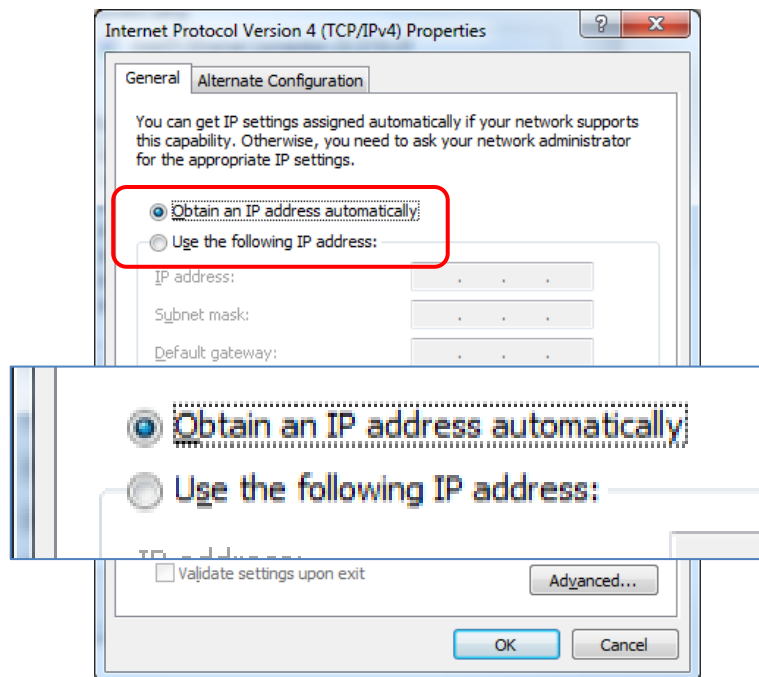 Internet Protocol Version 4 (TCP/IPv4) Properties
General
Alternate Configuration
You can get IP settings assigned automatically if your network supports
this capability. Otherwise, you need to ask your network administrator
for the appropriate IP settings.
Obtain an IP address automatically
Use the following IP address:
IP address:
Subnet mask:
Default gateway:
Obtain an IP address automatically
Use the following IP address:
Validate settings upon exit
Advanced...
OK
Cancel